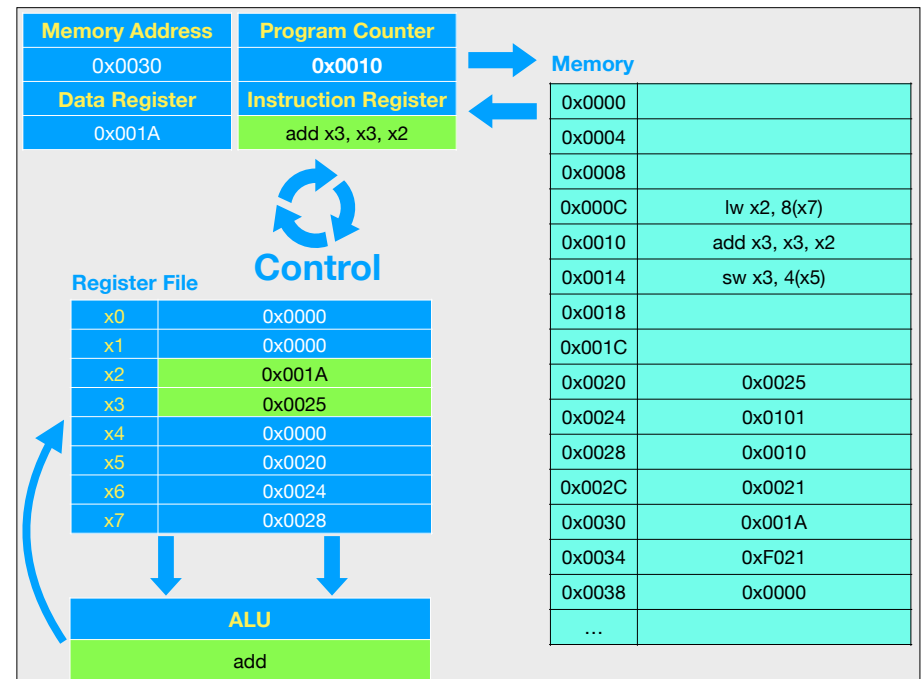 Memory Address Program Counter
0x0030 0x0010
Data Register Instruction Register
0x001A add x3, x3, x2
Control
Register File
x0 0x0000
x1 0x0000
x2 0x001A
x3 0x0025
x4 0x0000
x5 0x0020
x6 0x0024
x7 0x0028
ALU
add
Memory
0x0000
0x0004
0x0008
0x000C lw x2, 8(x7)
0x0010 add x3, x3, x2
0x0014 sw x3, 4(x5)
0x0018
0x001C
0x0020 0x0025
0x0024 0x0101
0x0028 0x0010
0x002C 0x0021
0x0030 0x001A
0x0034 0xF021
0x0038 0x0000
…